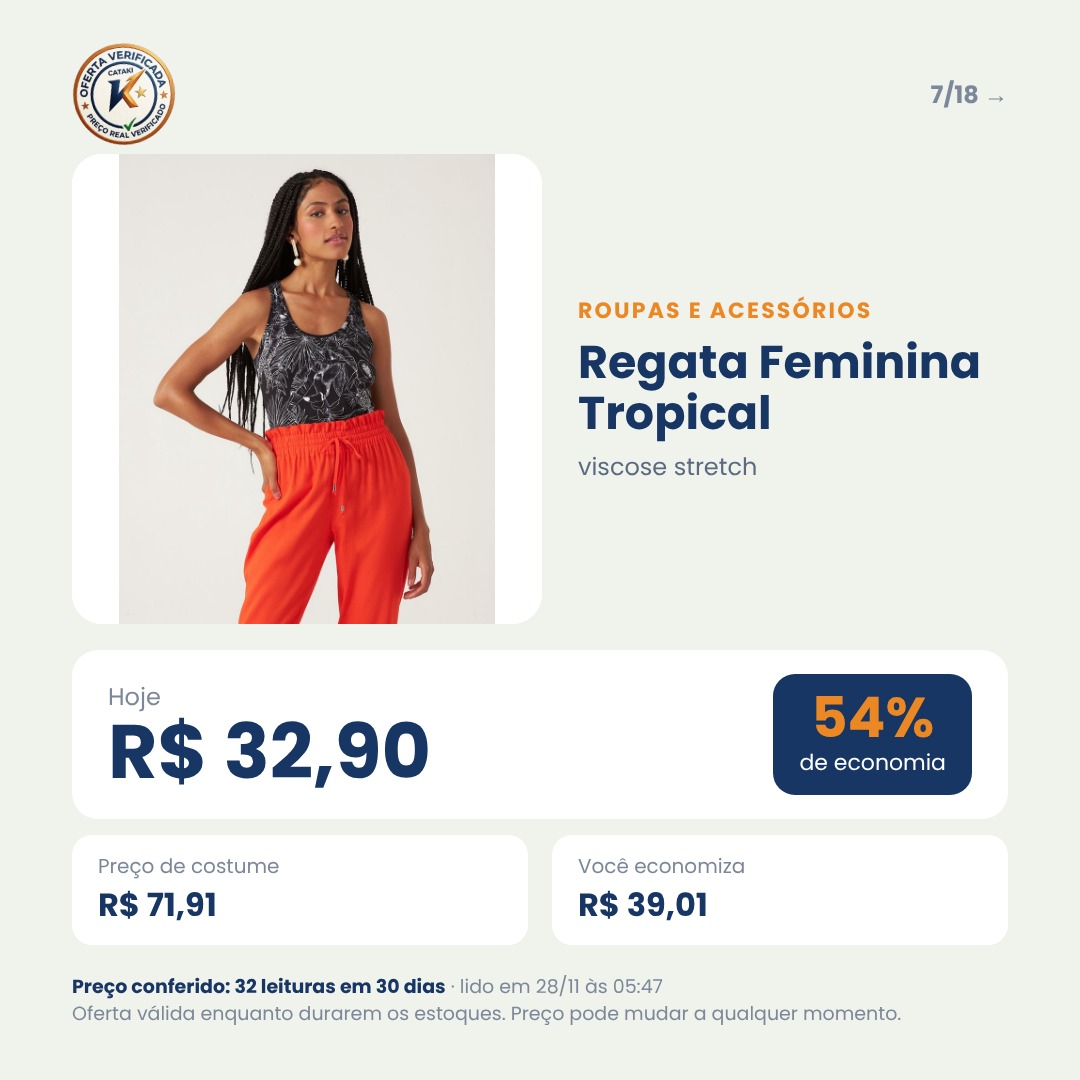 OFERTA VERIFICADA
CATAKI
PREÇO REAL VERIFICADO
7/18 →
ROUPAS E ACESSÓRIOS
Regata Feminina
Tropical
viscose stretch
Hoje
R$ 32,90
54%
de economia
Preço de costume
R$ 71,91
Você economiza
R$ 39,01
Preço conferido: 32 leituras em 30 dias · lido em 28/11 às 05:47
Oferta válida enquanto durarem os estoques. Preço pode mudar a qualquer momento.